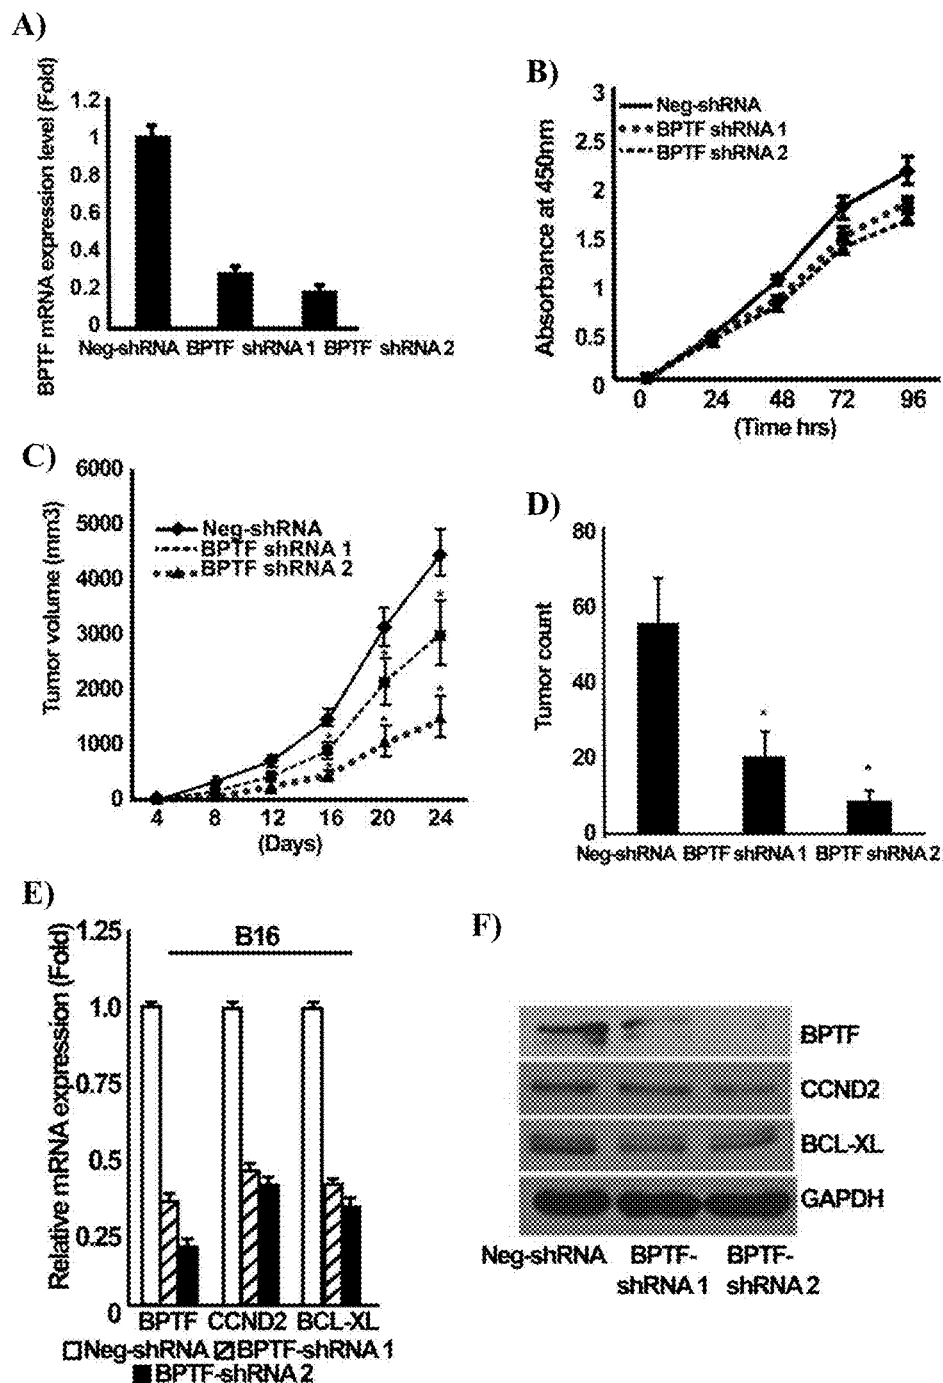 A)
BPTF mRNA expression level (Fold)
1.2
1
0.8
0.6
0.4
0.2
0
Neg-shRNA BPTF shRNA 1 BPTF shRNA 2
B)
Absorbance at 450nm
3
2.5
2
1.5
1
0.5
0
Neg-shRNA
BPTF shRNA 1
BPTF shRNA 2
0 24 48 72 96
(Time hrs)
C)
Tumor volume (mm3)
6000
5000
4000
3000
2000
1000
0
Neg-shRNA
BPTF shRNA 1
BPTF shRNA 2
* * * * * *
4 8 12 16 20 24
(Days)
D)
Tumor count
80
60
40
20
0
* *
Neg-shRNA BPTF shRNA 1 BPTF shRNA 2
E)
Relative mRNA expression (Fold)
1.25
1.0
0.75
0.5
0.25
0
B16
BPTF CCND2 BCL-XL
Neg-shRNA BPTF-shRNA 1
BPTF-shRNA 2
F)
BPTF
CCND2
BCL-XL
GAPDH
Neg-shRNA BPTF- BPTF-
shRNA 1 shRNA 2